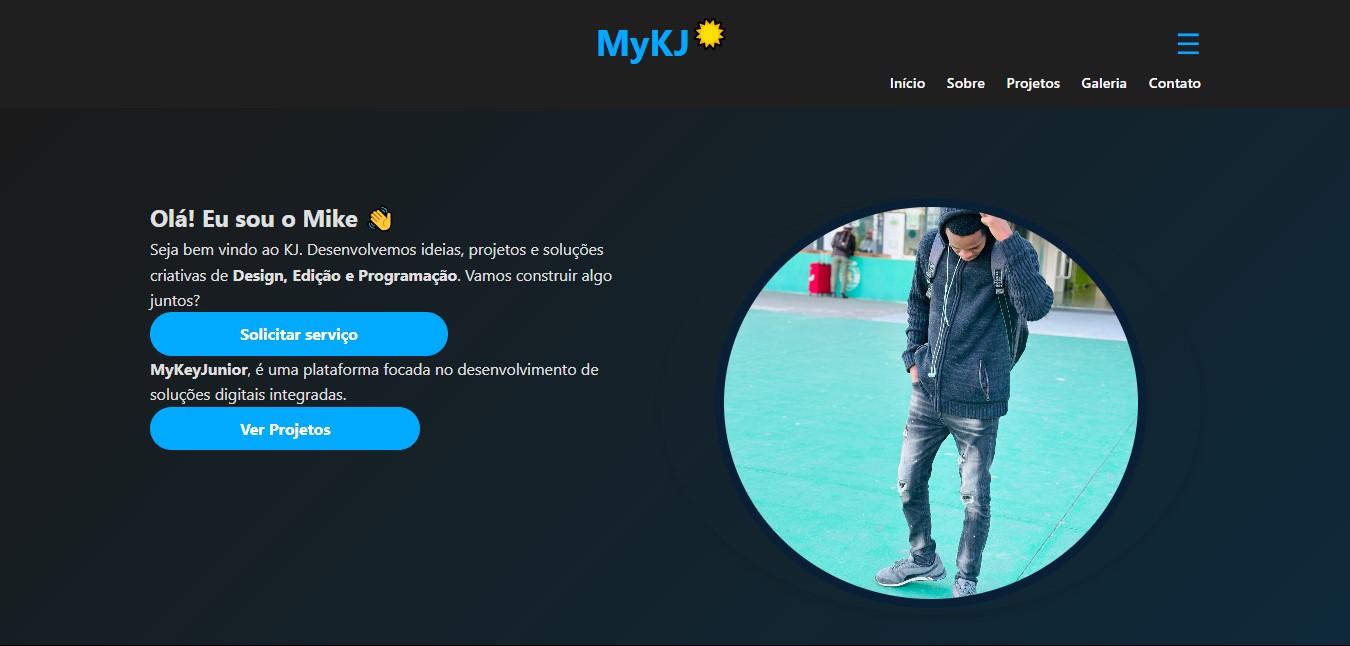 MyKJ
Início Sobre Projetos Galeria Contato
Olá! Eu sou o Mike 👋
Seja bem vindo ao KJ. Desenvolvemos ideias, projetos e soluções
criativas de Design, Edição e Programação. Vamos construir algo
juntos?
Solicitar serviço
MyKeyJunior, é uma plataforma focada no desenvolvimento de
soluções digitais integradas.
Ver Projetos